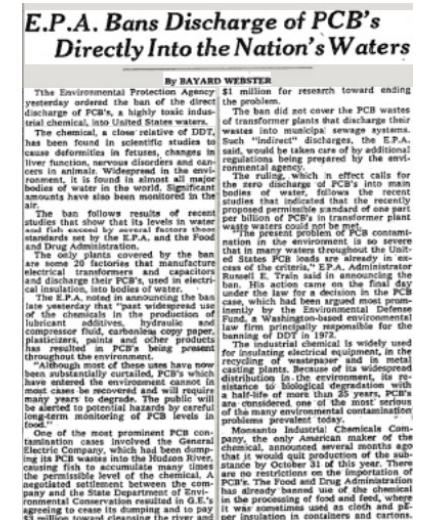 E.P.A. Bans Discharge of PCB's
Directly Into the Nation's Waters
By BAYARD WEBSTER
Tthe Environmental Protection Agency
yesterday ordered the ban of the direct
discharge of PCB's, a highly toxic indus-
trial chemical, into United States waters.
The chemical, a close relative of DDT,
has been found in scientific studies to
cause deformities in fetuses, changes in
liver function, nervous disorders and can-
cers in animals. Widespread in the envi-
ronment, it is found in almost all major
bodies of water in the world. Significant
amounts have also been monitored in the
air.
The ban follows results of recent
studies that show that its levels in water
and fish exceed by several factors those
standards set by the E.P.A. and the Food
and Drug Administration.
The only plants covered by the ban
are some 20 factories that manufacture
electrical transformers and capacitors
and discharge their PCB's, used in electri-
cal insulation, into bodies of water.
The E.P.A. noted in announcing the ban
late yesterday that "past widespread use
of the chemicals in the production of
lubricant additives, hydraulic and
compressor fluid, carbonless copy paper,
plasticizers, paints and other products
has resulted in PCB's being present
throughout the environment.
"Although most of these uses have now
been substantially curtailed, PCB's which
have entered the environment cannot in
most cases be recovered and will require
many years to degrade. The public will
be alerted to potential hazards by careful
long-term monitoring of PCB levels in
food."
One of the most prominent PCB con-
tamination cases involved the General
Electric Company, which had been dump-
ing its PCB wastes into the Hudson River,
causing fish to accumulate many times
the permissible level of the chemical. A
negotiated settlement between the com-
pany and the State Department of Envi-
ronmental Conservation resulted in G.E.'s
agreeing to cease its dumping and to pay
$3 million toward cleansing the river and
$1 million for research toward ending
the problem.
The ban did not cover the PCB wastes
of transformer plants that discharge their
wastes into municipal sewage systems.
Such "indirect" discharges, the E.P.A.
said, would be taken care of by additional
regulations being prepared by the envi-
ronmental agency.
The ruling, which in effect calls for
the zero discharge of PCB's into main
bodies of water, follows the recent
studies that indicated that the recently
proposed permissible standard of one part
per billion of PCB's in transformer plant
waste waters could not be met.
"The present problem of PCB contami-
nation in the environment is so severe
that in many waters throughout the Unit-
ed States PCB loads are already in ex-
cess of the criteria," E.P.A. Administrator
Russell E. Train said in announcing the
ban. His action came on the final day
under the law for a decision in the PCB
case, which had been argued most prom-
inently by the Environmental Defense
Fund, a Washington-based environmental
law firm principally responsible for the
banning of DDT in 1972.
The industrial chemical is widely used
for insulating electrical equipment, in the
recycling of wastepaper and in metal
casting plants. Because of its widespread
distribution in the environment, its re-
sistance to biological degradation with
a half-life of more than 25 years, PCB's
are considered one of the most serious
of the many environmental contamination
problems prevalent today.
Monsanto Industrial Chemicals Com-
pany, the only American maker of the
chemical, announced several months ago
that it would quit production of the sub-
stance by October 31 of this year. There
are no restrictions on the importation of
PCB's. The Food and Drug Administration
has already banned use of the chemical
in the processing of food and feed, where
it was sometimes used as cloth and pa-
per insulation in containers and cartons.